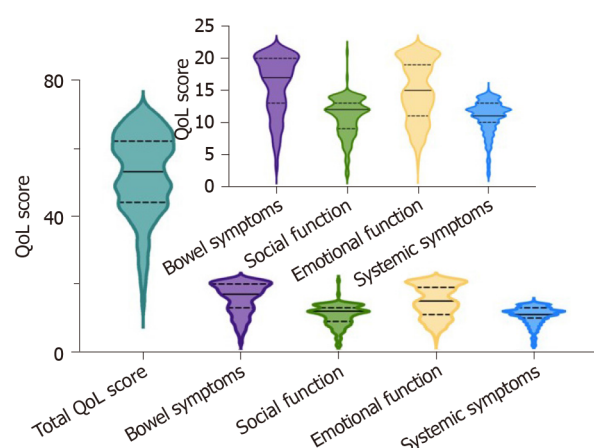 25
20
15
10
5
0
QoL score
Bowel symptoms
Social function
Emotional function
Systemic symptoms
80
40
0
QoL score
Total QoL score
Bowel symptoms
Social function
Emotional function
Systemic symptoms